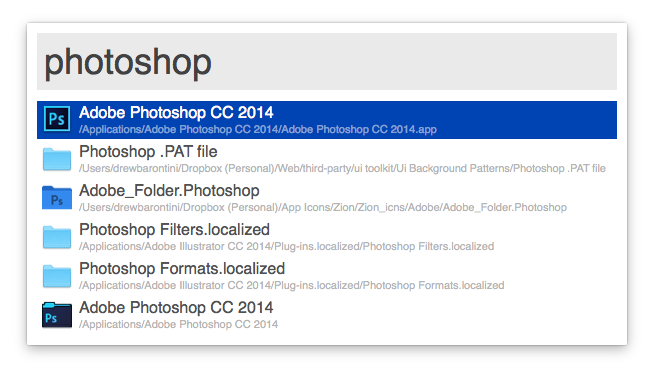 photoshop
Ps
Adobe Photoshop CC 2014
/Applications/Adobe Photoshop CC 2014/Adobe Photoshop CC 2014.app
Photoshop .PAT file
/Users/drewbarontini/Dropbox (Personal)/Web/third-party/ui toolkit/Ui Background Patterns/Photoshop .PAT file
Ps
Adobe_Folder.Photoshop
/Users/drewbarontini/Dropbox (Personal)/App Icons/Zion/Zion_icns/Adobe/Adobe_Folder.Photoshop
Photoshop Filters.localized
/Applications/Adobe Illustrator CC 2014/Plug-ins.localized/Photoshop Filters.localized
Photoshop Formats.localized
/Applications/Adobe Illustrator CC 2014/Plug-ins.localized/Photoshop Formats.localized
Ps
Adobe Photoshop CC 2014
/Applications/Adobe Photoshop CC 2014